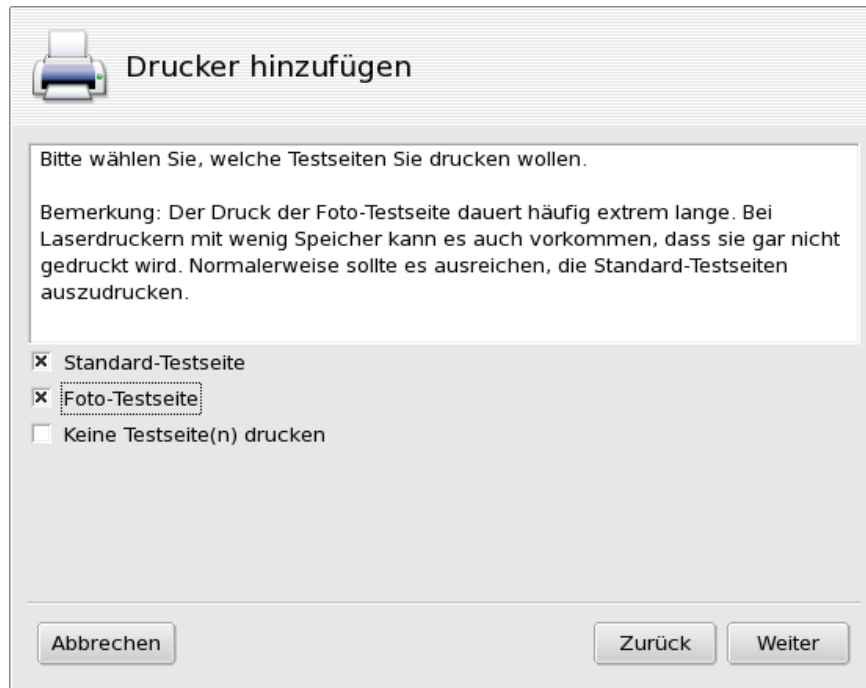 Drucker hinzufügen
Bitte wählen Sie, welche Testseiten Sie drucken wollen.
Bemerkung: Der Druck der Foto-Testseite dauert häufig extrem lange. Bei
Laserdruckern mit wenig Speicher kann es auch vorkommen, dass sie gar nicht
gedruckt wird. Normalerweise sollte es ausreichen, die Standard-Testseiten
auszudrucken.
Standard-Testseite
Foto-Testseite
Keine Testseite(n) drucken
Abbrechen
Zurück
Weiter